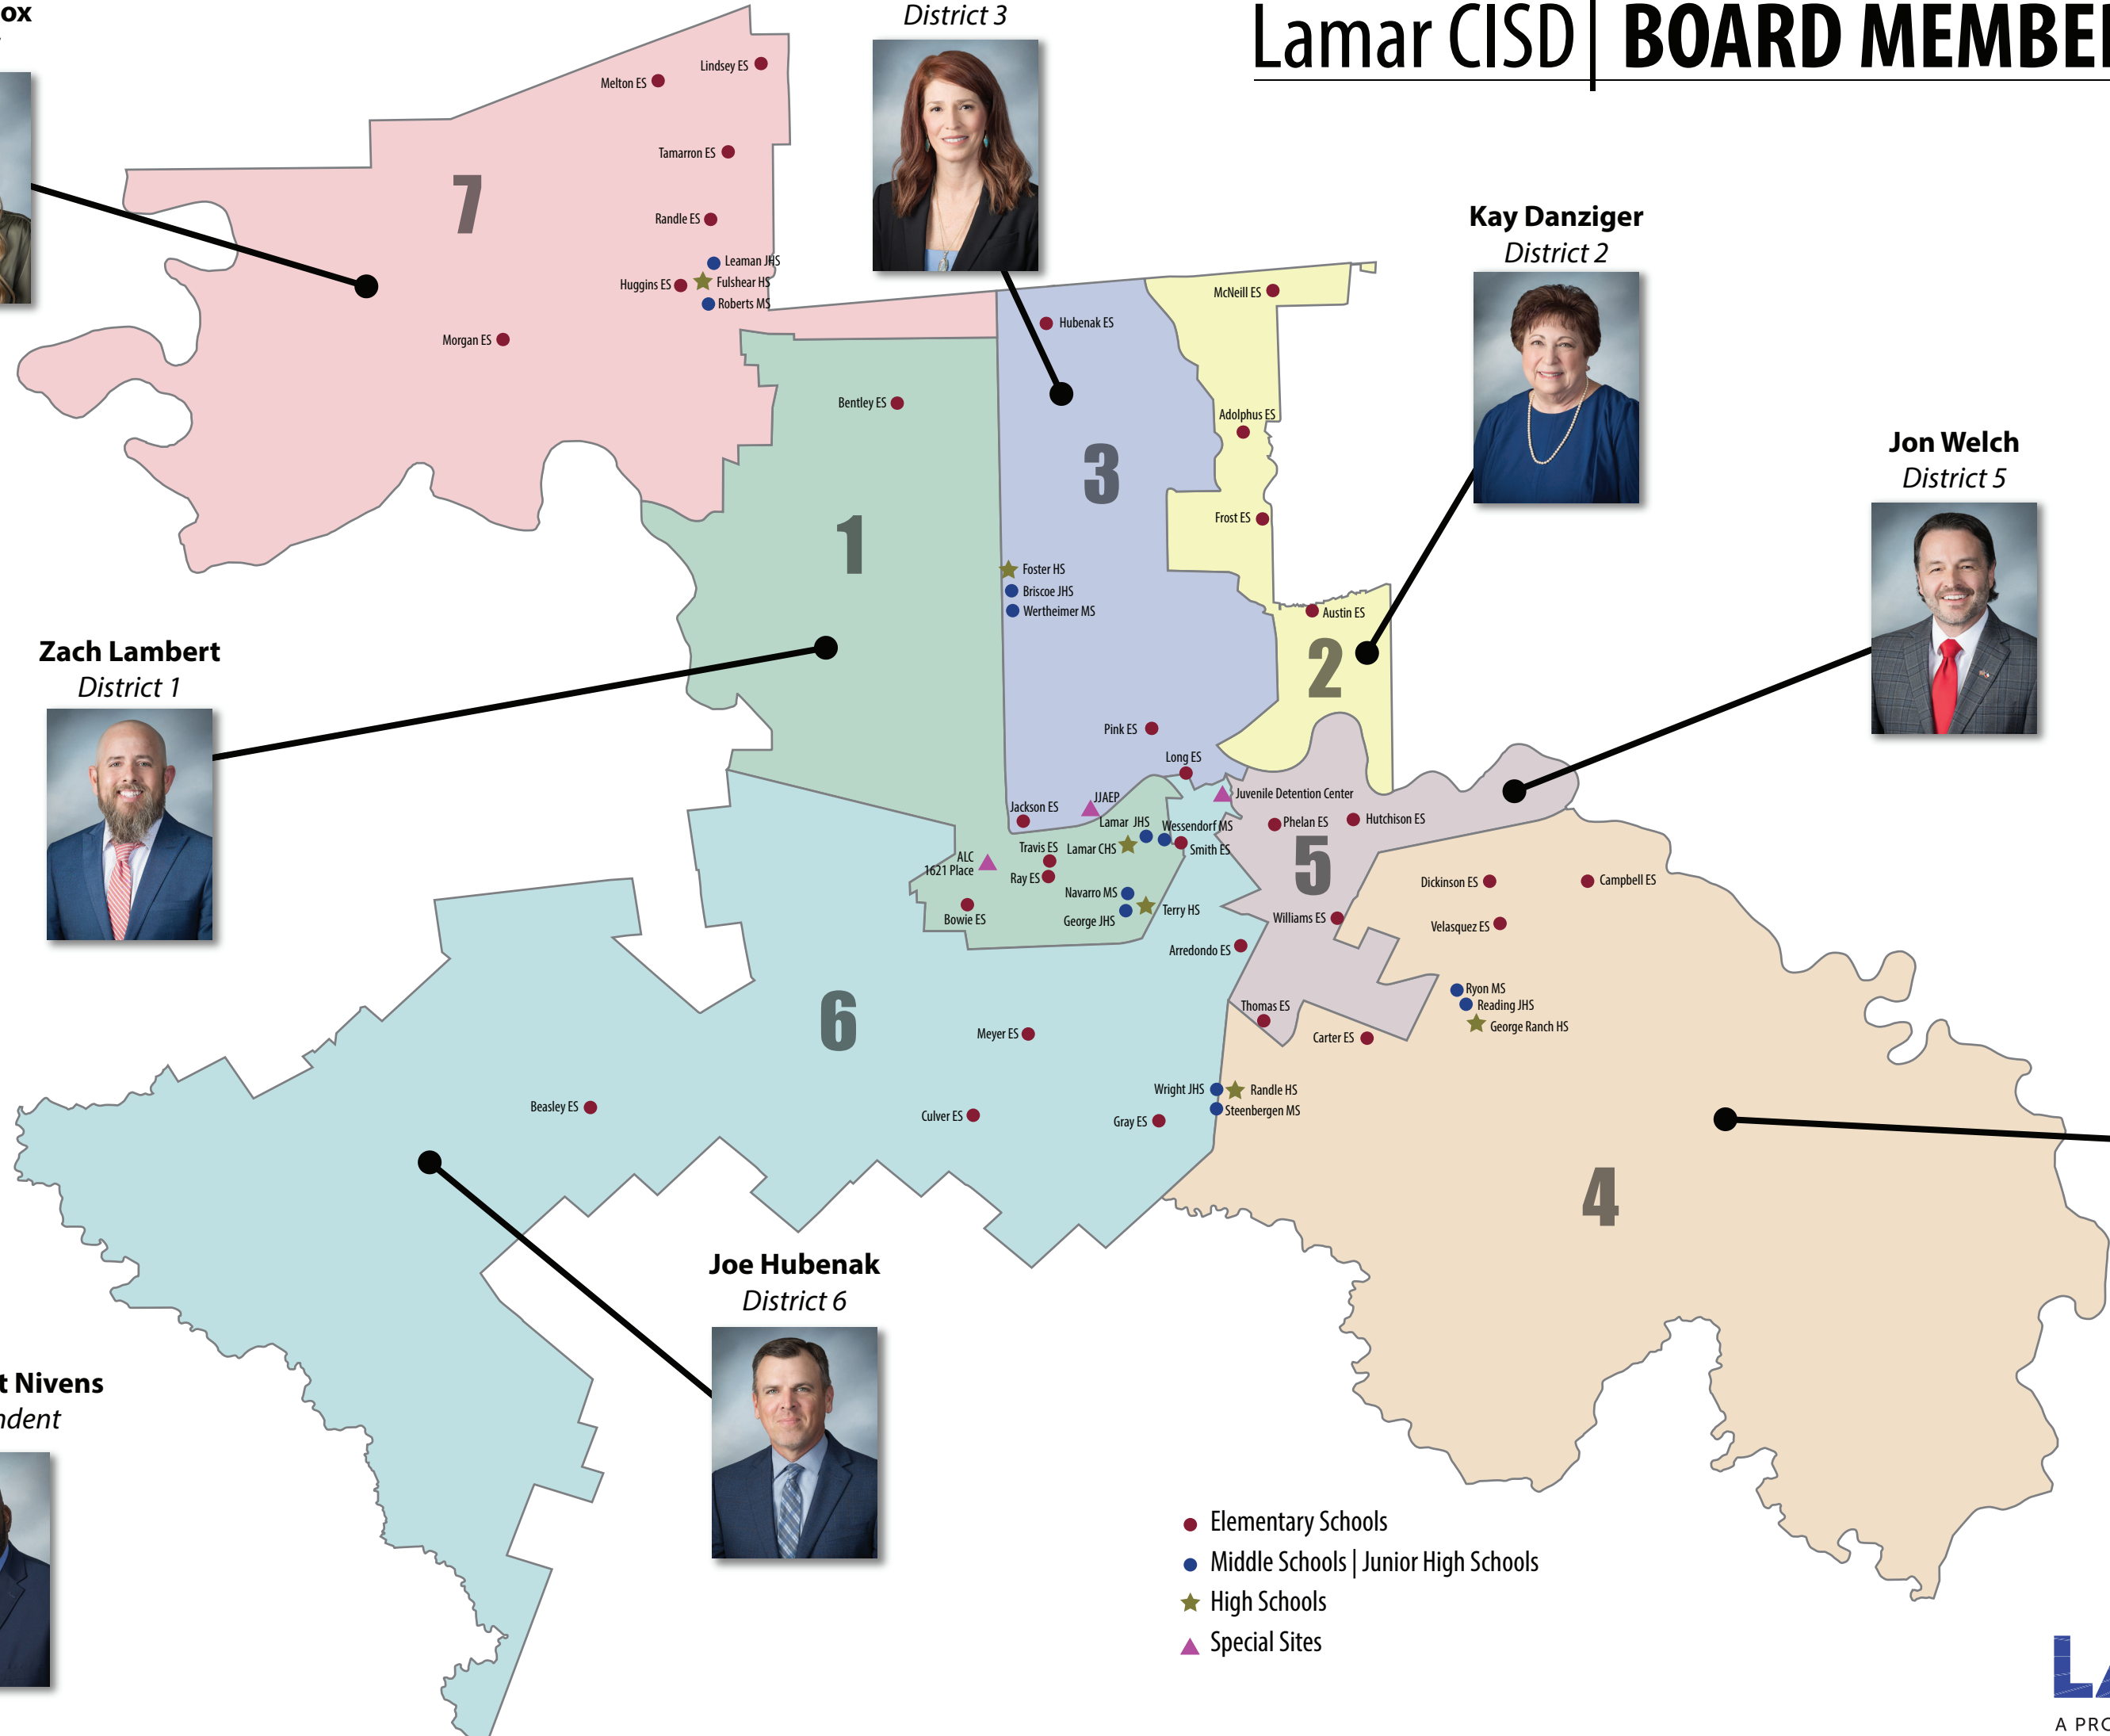 ox
District 3
Lamar CISD | BOARD MEMBE
Lindsey ES
Melton ES
Tamarron ES
7
Randle ES
Leaman JHS
Huggins ES
Fulshear HS
Roberts MS
Morgan ES
Kay Danziger
District 2
McNeill ES
Hubenak ES
Bentley ES
Adolphus ES
3
Jon Welch
District 5
Frost ES
1
Foster HS
Briscoe JHS
Wertheimer MS
Austin ES
2
Zach Lambert
District 1
Pink ES
Long ES
Juvenile Detention Center
JJAEP
Jackson ES
Lamar JHS
Wessendorf MS
Phelan ES
Hutchison ES
Travis ES
Lamar CHS
Smith ES
5
ALC
1621 Place
Ray ES
Dickinson ES
Campbell ES
Navarro MS
Bowie ES
George JHS
Terry HS
Williams ES
Velasquez ES
Arredondo ES
6
Ryon MS
Reading JHS
Thomas ES
George Ranch HS
Meyer ES
Carter ES
Wright JHS
Randle HS
Beasley ES
Culver ES
Gray ES
Steenbergen MS
4
Joe Hubenak
District 6
t Nivens
ndent
Elementary Schools
Middle Schools | Junior High Schools
High Schools
Special Sites
LA
A PRO